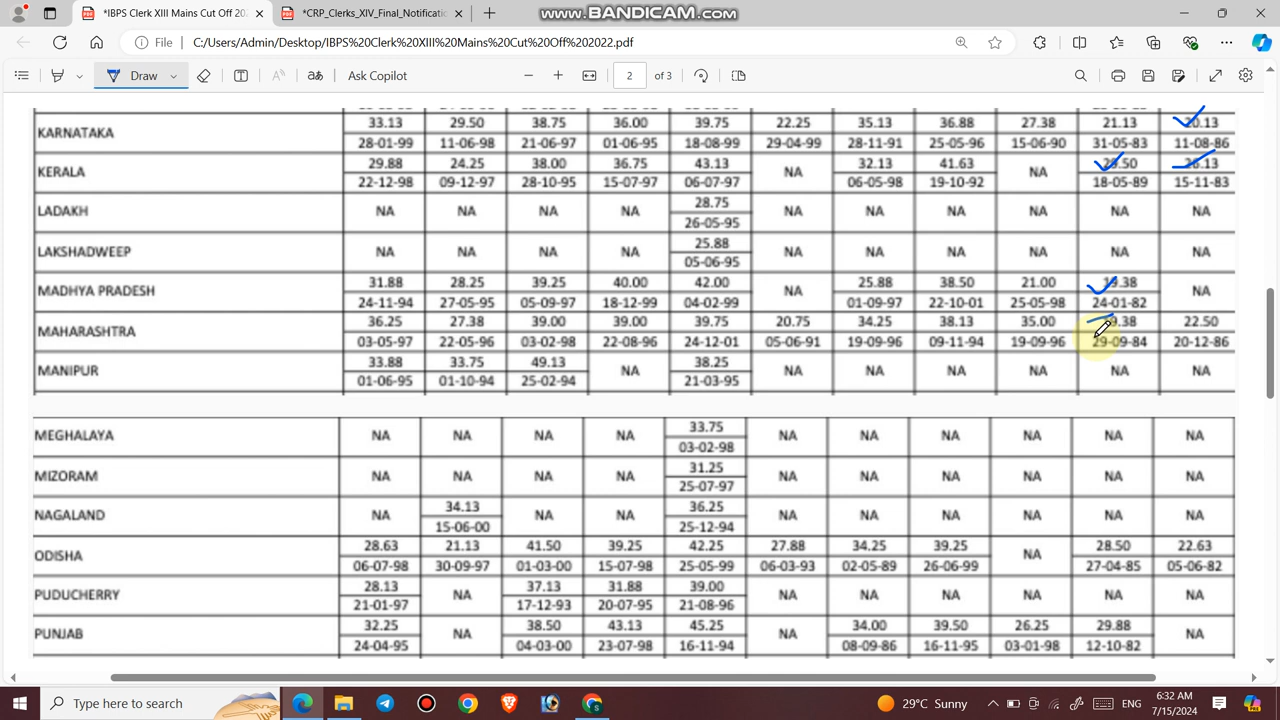 *IBPS Clerk XIII Mains Cut Off 20
*CRP_Clerks_XIV_Final_Notificatio
www.BANDICAM.com
File C:/Users/Admin/Desktop/IBPS%20Clerk%20XIII%20Mains%20Cut%20Off%202022.pdf
Draw
aあ
Ask Copilot
2 of 3
KARNATAKA 33.13 29.50 38.75 36.00 39.75 22.25 35.13 36.88 27.38 21.13 20.13
28-01-99 11-06-98 21-06-97 01-06-95 18-08-99 29-04-99 28-11-91 25-05-96 15-06-90 31-05-83 11-08-86
KERALA 29.88 24.25 38.00 36.75 43.13 NA 32.13 41.63 NA .50 .13
22-12-98 09-12-97 28-10-95 15-07-97 06-07-97 06-05-98 19-10-92 18-05-89 15-11-83
LADAKH NA NA NA NA 28.75 NA NA NA NA NA NA
26-05-95
LAKSHADWEEP NA NA NA NA 25.88 NA NA NA NA NA NA
05-06-95
MADHYA PRADESH 31.88 28.25 39.25 40.00 42.00 NA 25.88 38.50 21.00 19.38 NA
24-11-94 27-05-95 05-09-97 18-12-99 04-02-99 01-09-97 22-10-01 25-05-98 24-01-82
MAHARASHTRA 36.25 27.38 39.00 39.00 39.75 20.75 34.25 38.13 35.00 9.38 22.50
03-05-97 22-05-96 03-02-98 22-08-96 24-12-01 05-06-91 19-09-96 09-11-94 19-09-96 29-09-84 20-12-86
MANIPUR 33.88 33.75 49.13 NA 38.25 NA NA NA NA NA NA
01-06-95 01-10-94 25-02-94 21-03-95
MEGHALAYA NA NA NA NA 33.75 NA NA NA NA NA NA
03-02-98
MIZORAM NA NA NA NA 31.25 NA NA NA NA NA NA
25-07-97
NAGALAND NA 34.13 NA NA 36.25 NA NA NA NA NA NA
15-06-00 25-12-94
ODISHA 28.63 21.13 41.50 39.25 42.25 27.88 34.25 39.25 NA 28.50 22.63
06-07-98 30-09-97 01-03-00 15-07-98 25-05-99 06-03-93 02-05-89 26-06-99 27-04-85 05-06-82
PUDUCHERRY 28.13 NA 37.13 31.88 39.00 NA NA NA NA NA NA
21-01-97 17-12-93 20-07-95 21-08-96
PUNJAB 32.25 NA 38.50 43.13 45.25 NA 34.00 39.50 26.25 29.88 NA
24-04-95 04-03-00 23-07-98 16-11-94 08-09-86 16-11-95 03-01-98 12-10-82
Type here to search
29°C Sunny
ENG
6:32 AM
7/15/2024